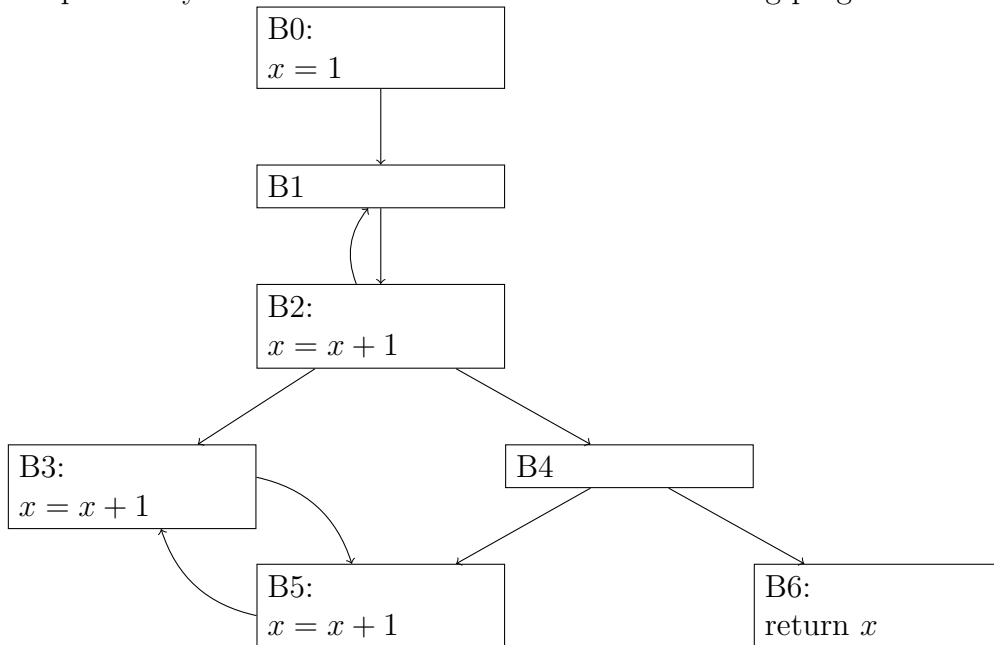 B0:
x = 1
B1
B2:
x = x + 1
B3:
x = x + 1
B4
B5:
x = x + 1
B6:
return x